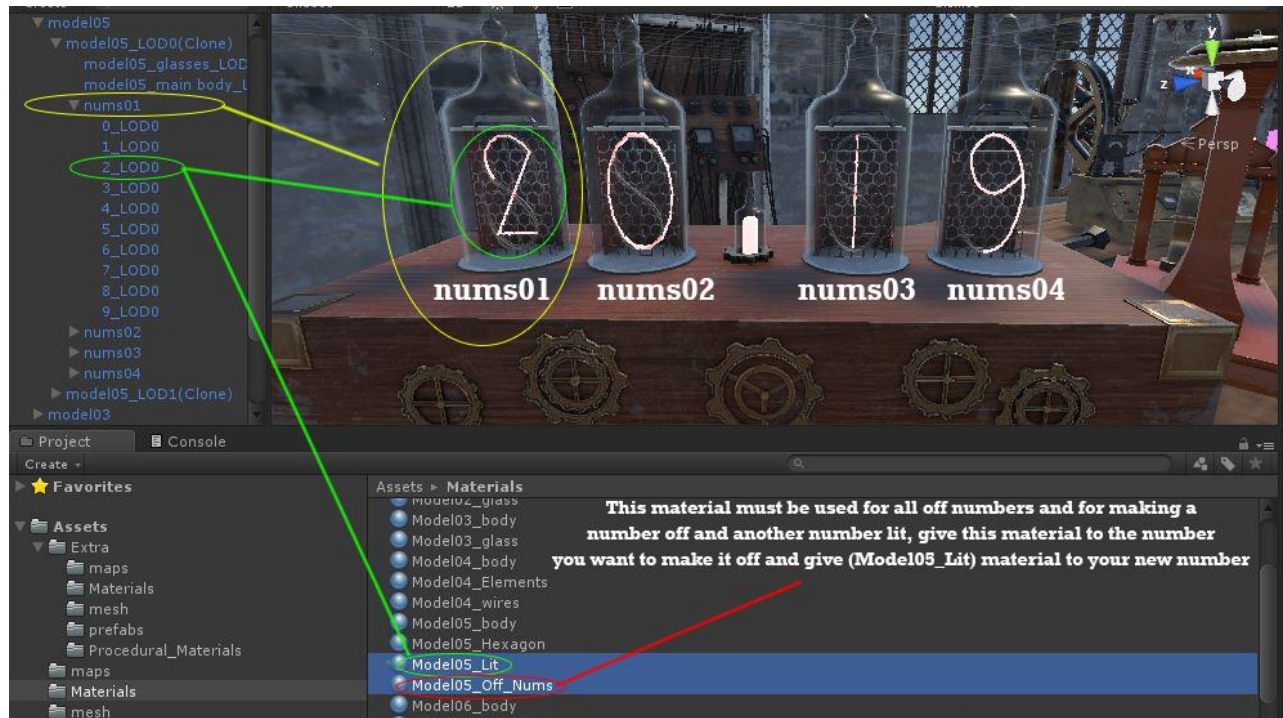 model05
model05_LOD0(Clone)
model05_glasses_LOD
model05_main body_L
nums01
0_LOD0
1_LOD0
2_LOD0
3_LOD0
4_LOD0
5_LOD0
6_LOD0
7_LOD0
8_LOD0
9_LOD0
nums02
nums03
nums04
model05_LOD1(Clone)
model03
y
x
z
Persp
nums01
nums02
nums03
nums04
Project
Console
Create
Favorites
Assets
Extra
maps
Materials
mesh
prefabs
Procedural_Materials
maps
Materials
mesh
Assets ▸ Materials
Model02_glass
Model03_body
Model03_glass
Model04_body
Model04_Elements
Model04_wires
Model05_body
Model05_Hexagon
Model05_Lit
Model05_Off_Nums
Model06_body
This material must be used for all off numbers and for making a
number off and another number lit, give this material to the number
you want to make it off and give (Model05_Lit) material to your new number